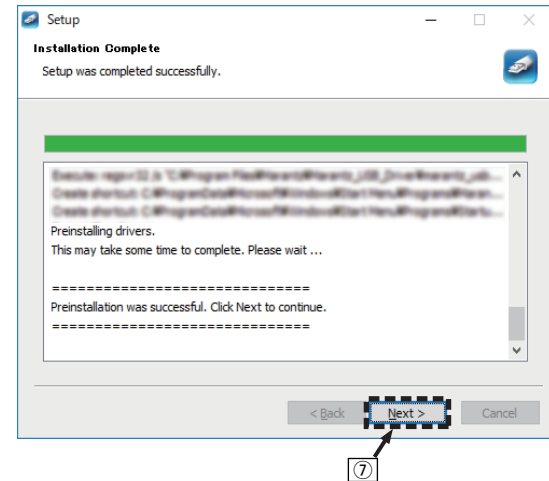 Setup
Installation Complete
Setup was completed successfully.
Preinstalling drivers.
This may take some time to complete. Please wait ...
==============================
Preinstallation was successful. Click Next to continue.
==============================
< Back Next > Cancel
⑦